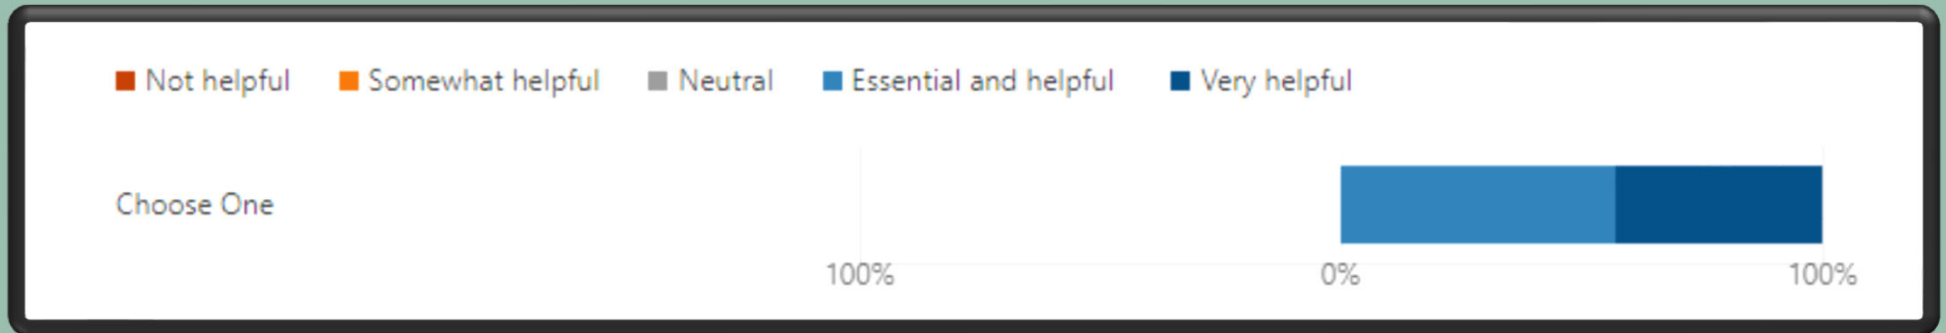 Not helpful Somewhat helpful Neutral Essential and helpful Very helpful
Choose One
100% 0% 100%